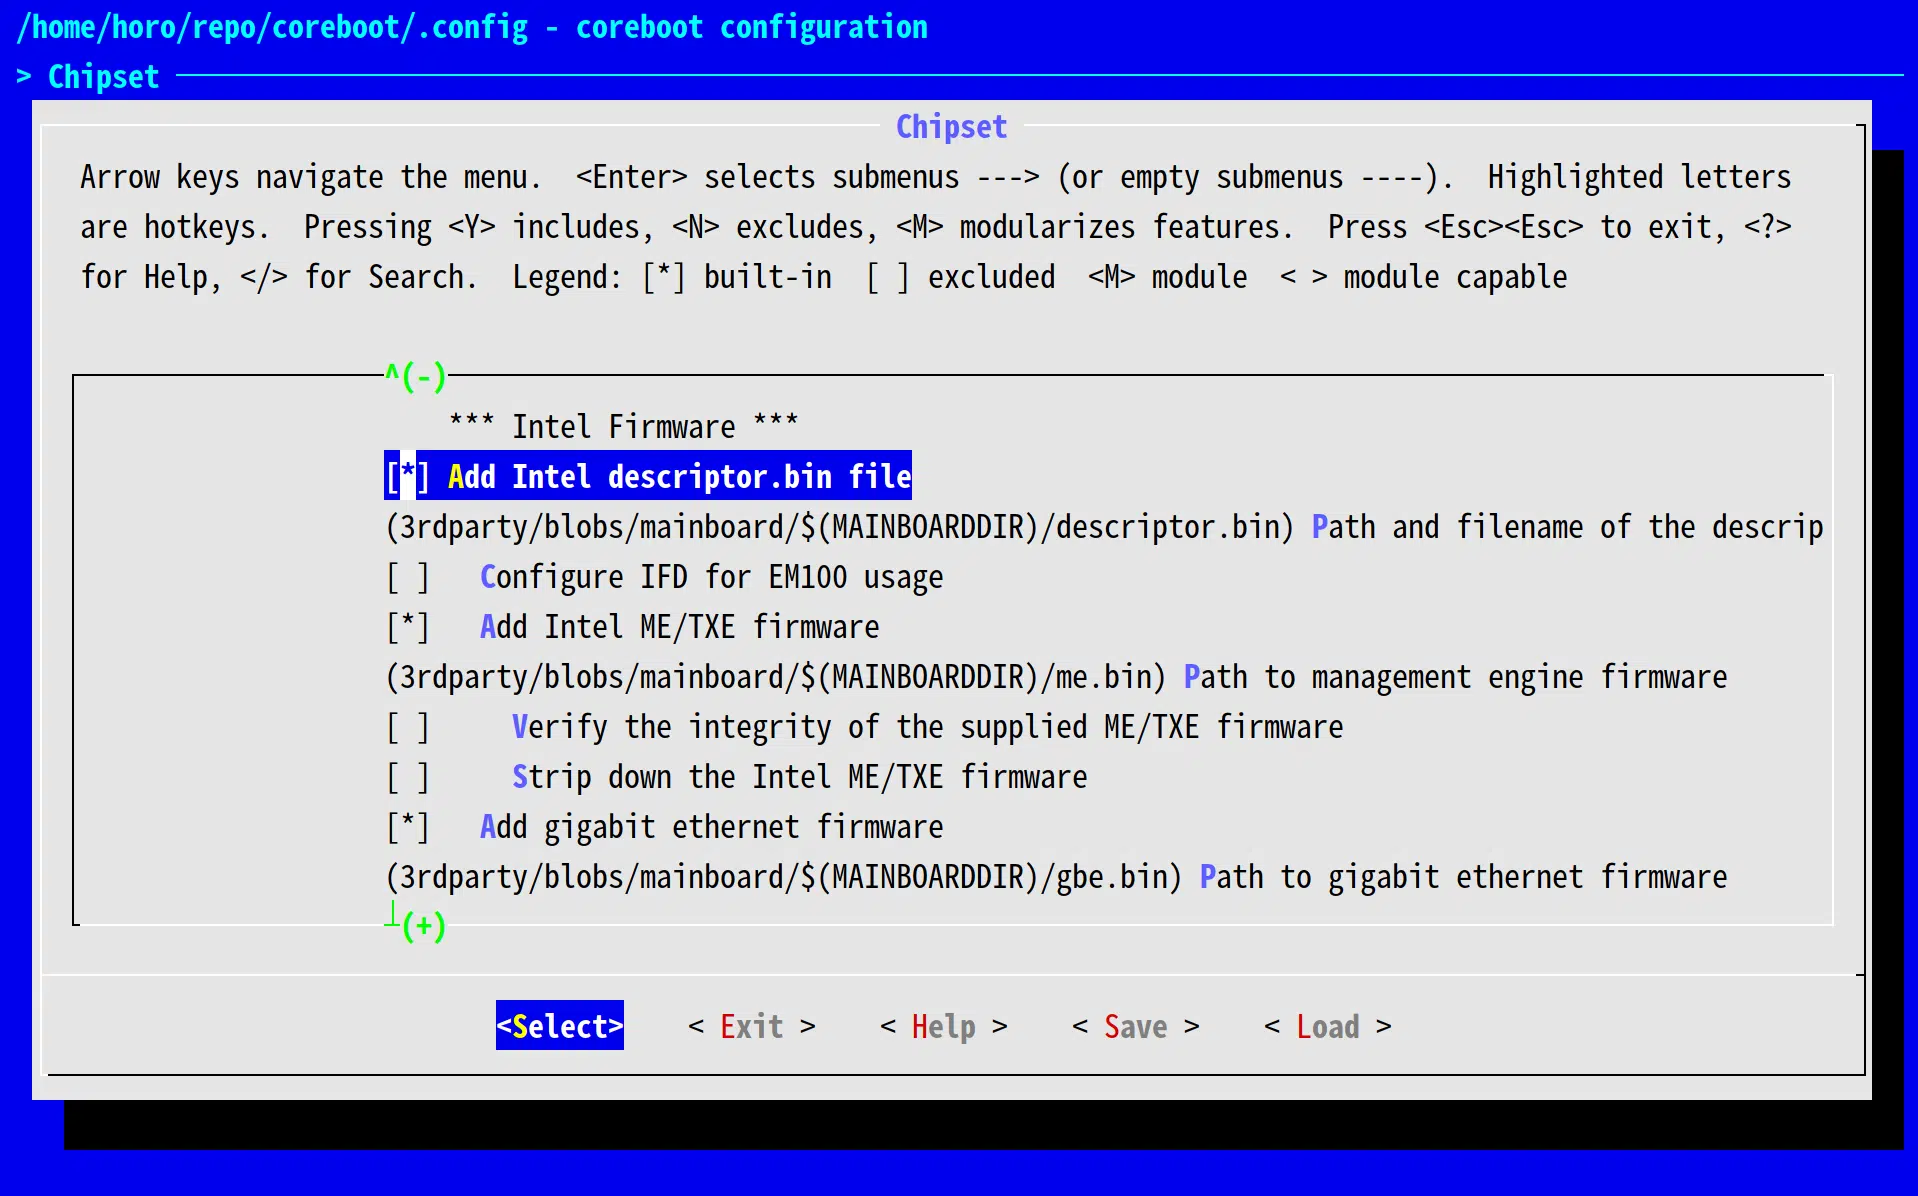 /home/horo/repo/coreboot/.config - coreboot configuration
> Chipset
Chipset
Arrow keys navigate the menu.  <Enter> selects submenus ---> (or empty submenus ----).  Highlighted letters
are hotkeys.  Pressing <Y> includes, <N> excludes, <M> modularizes features.  Press <Esc><Esc> to exit, <?>
for Help, </> for Search.  Legend: [*] built-in  [ ] excluded  <M> module  < > module capable
^(-)
*** Intel Firmware ***
[*] Add Intel descriptor.bin file
(3rdparty/blobs/mainboard/$(MAINBOARDDIR)/descriptor.bin) Path and filename of the descrip
[ ]   Configure IFD for EM100 usage
[*]   Add Intel ME/TXE firmware
(3rdparty/blobs/mainboard/$(MAINBOARDDIR)/me.bin) Path to management engine firmware
[ ]     Verify the integrity of the supplied ME/TXE firmware
[ ]     Strip down the Intel ME/TXE firmware
[*]   Add gigabit ethernet firmware
(3rdparty/blobs/mainboard/$(MAINBOARDDIR)/gbe.bin) Path to gigabit ethernet firmware
┴(+)
<Select>    < Exit >    < Help >    < Save >    < Load >